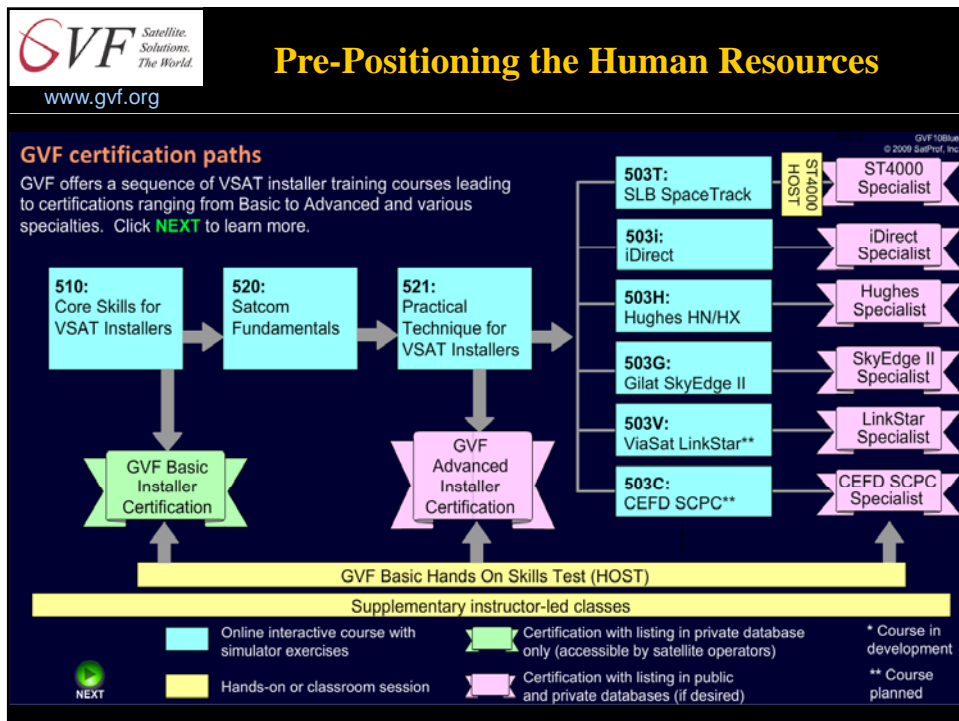 GVF
Satellite.
Solutions.
The World.
www.gvf.org
Pre-Positioning the Human Resources
GVF10Blue
© 2009 SatProf, Inc
GVF certification paths
GVF offers a sequence of VSAT installer training courses leading
to certifications ranging from Basic to Advanced and various
specialties. Click NEXT to learn more.
510:
Core Skills for
VSAT Installers
520:
Satcom
Fundamentals
521:
Practical
Technique for
VSAT Installers
503T:
SLB SpaceTrack
ST4000
HOST
ST4000
Specialist
503i:
iDirect
iDirect
Specialist
503H:
Hughes HN/HX
Hughes
Specialist
503G:
Gilat SkyEdge II
SkyEdge II
Specialist
503V:
ViaSat LinkStar**
LinkStar
Specialist
503C:
CEFD SCPC**
CEFD SCPC
Specialist
GVF Basic
Installer
Certification
GVF
Advanced
Installer
Certification
GVF Basic Hands On Skills Test (HOST)
Supplementary instructor-led classes
Online interactive course with
simulator exercises
Certification with listing in private database
only (accessible by satellite operators)
* Course in
development
NEXT
Hands-on or classroom session
Certification with listing in public
and private databases (if desired)
** Course
planned